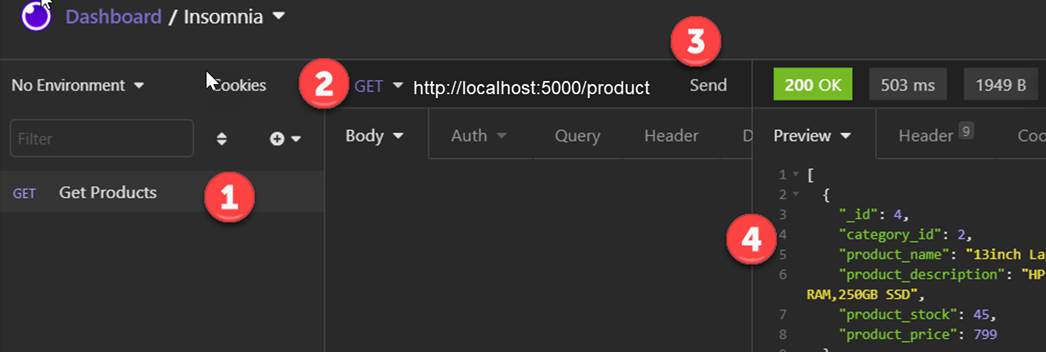 Dashboard / Insomnia
3
No Environment
Cookies
2
GET
http://localhost:5000/product
Send
200 OK
503 ms
1949 B
Filter
Body
Auth
Query
Header
D
Preview
Header 9
Coo
GET Get Products
1
1 [
2 {
3 "_id": 4,
4
4 "category_id": 2,
5 "product_name": "13inch La
6 "product_description": "HP
RAM,250GB SSD",
7 "product_stock": 45,
8 "product_price": 799